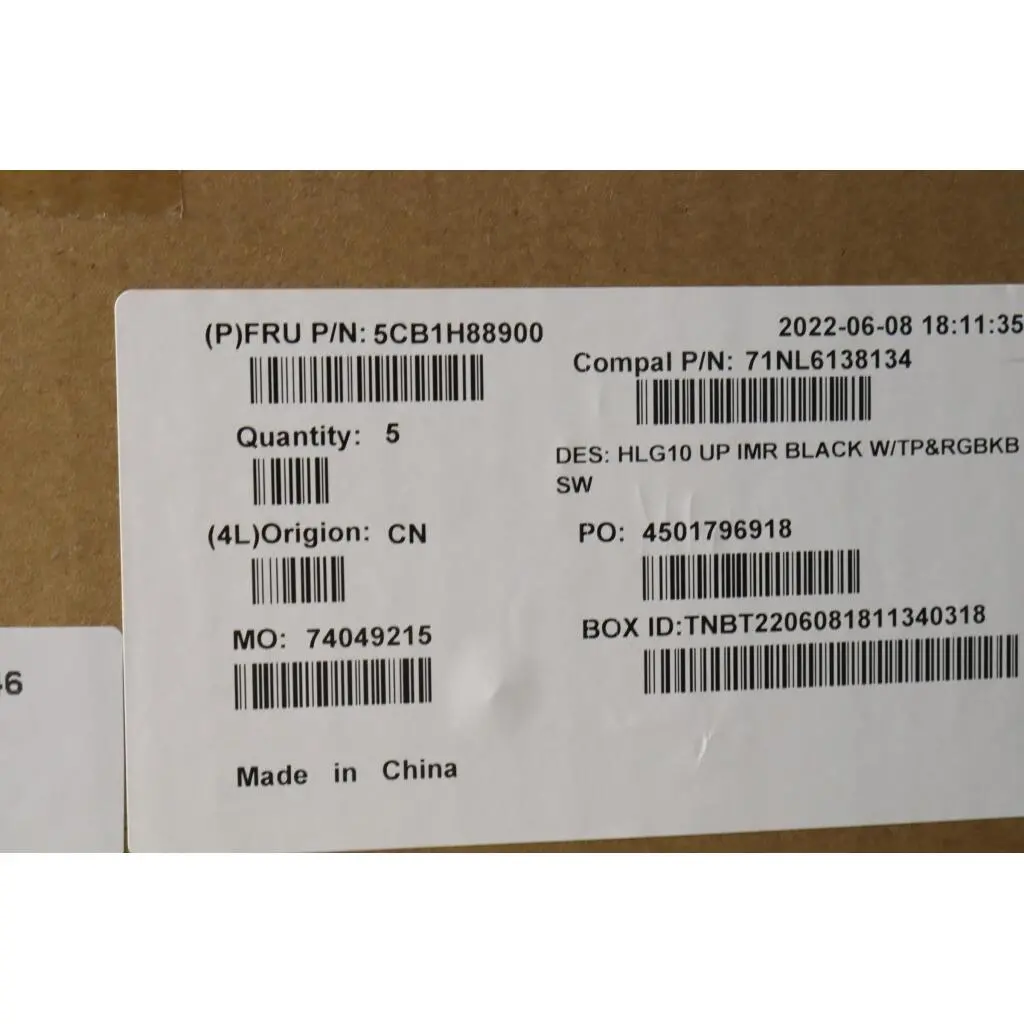 (P)FRU P/N: 5CB1H88900
2022-06-08 18:11:35
Compal P/N: 71NL6138134
Quantity: 5
DES: HLG10 UP IMR BLACK W/TP&RGBKB
SW
(4L)Origion: CN
PO: 4501796918
MO: 74049215
BOX ID:TNBT2206081811340318
46
Made in China